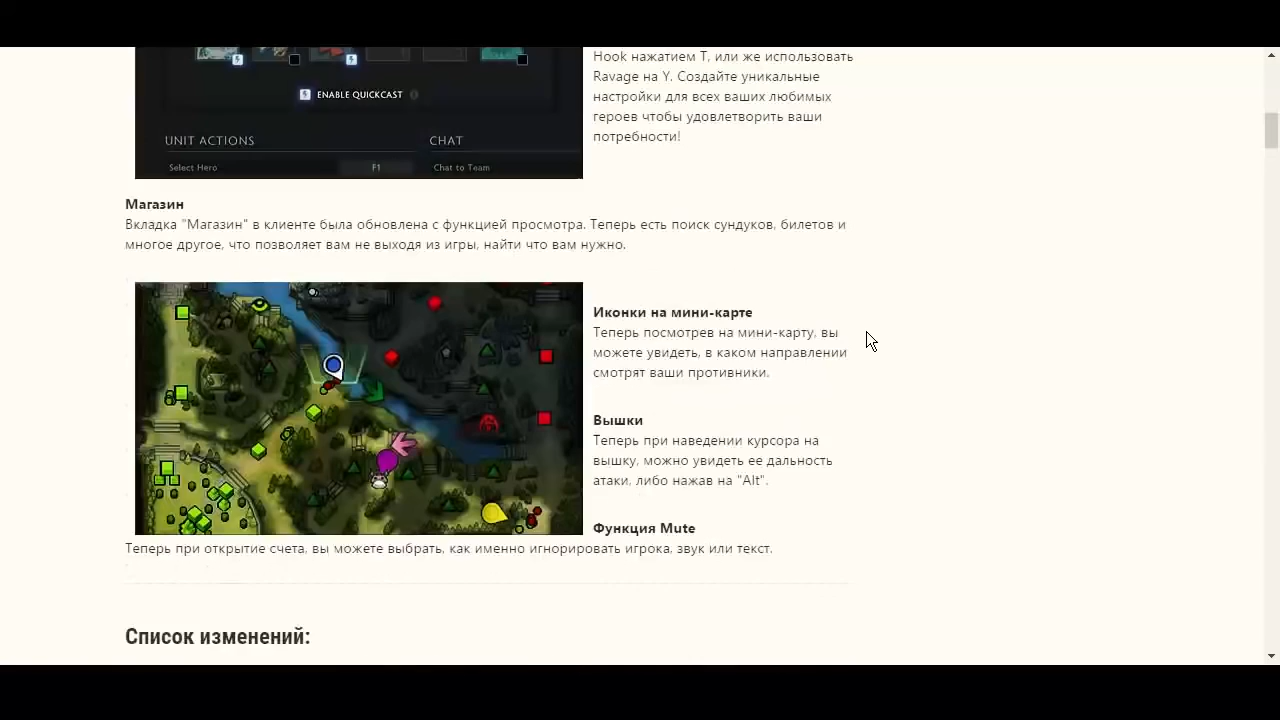 Hook нажатием Т, или же использовать
Ravage на Y. Создайте уникальные
настройки для всех ваших любимых
героев чтобы удовлетворить ваши
потребности!
ENABLE QUICKCAST
UNIT ACTIONS
CHAT
Select Hero
F1
Chat to Team
Магазин
Вкладка "Магазин" в клиенте была обновлена с функцией просмотра. Теперь есть поиск сундуков, билетов и
многое другое, что позволяет вам не выходя из игры, найти что вам нужно.
Иконки на мини-карте
Теперь посмотрев на мини-карту, вы
можете увидеть, в каком направлении
смотрят ваши противники.
Вышки
Теперь при наведении курсора на
вышку, можно увидеть ее дальность
атаки, либо нажав на "Alt".
Функция Mute
Теперь при открытие счета, вы можете выбрать, как именно игнорировать игрока, звук или текст.
Список изменений: